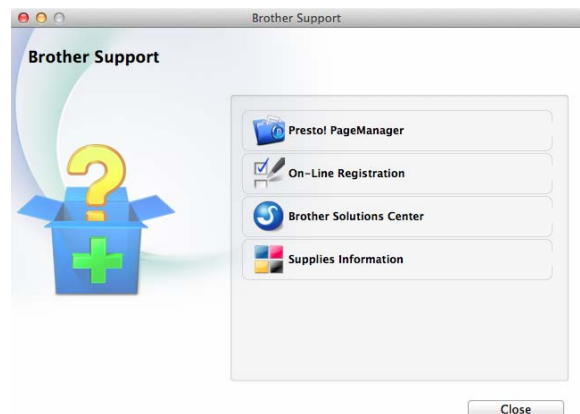 Brother Support
Brother Support
Presto! PageManager
On-Line Registration
Brother Solutions Center
Supplies Information
Close